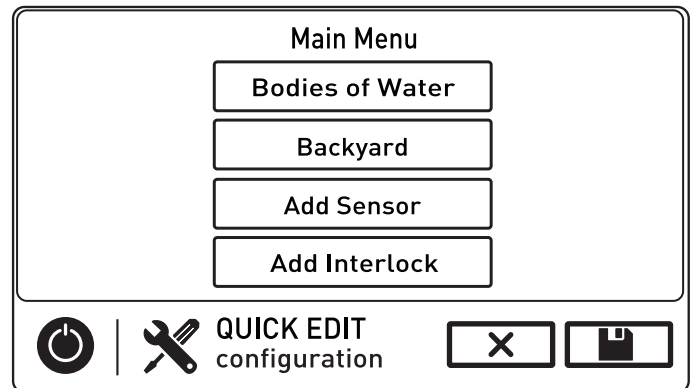 Main Menu
Bodies of Water
Backyard
Add Sensor
Add Interlock
QUICK EDIT
configuration